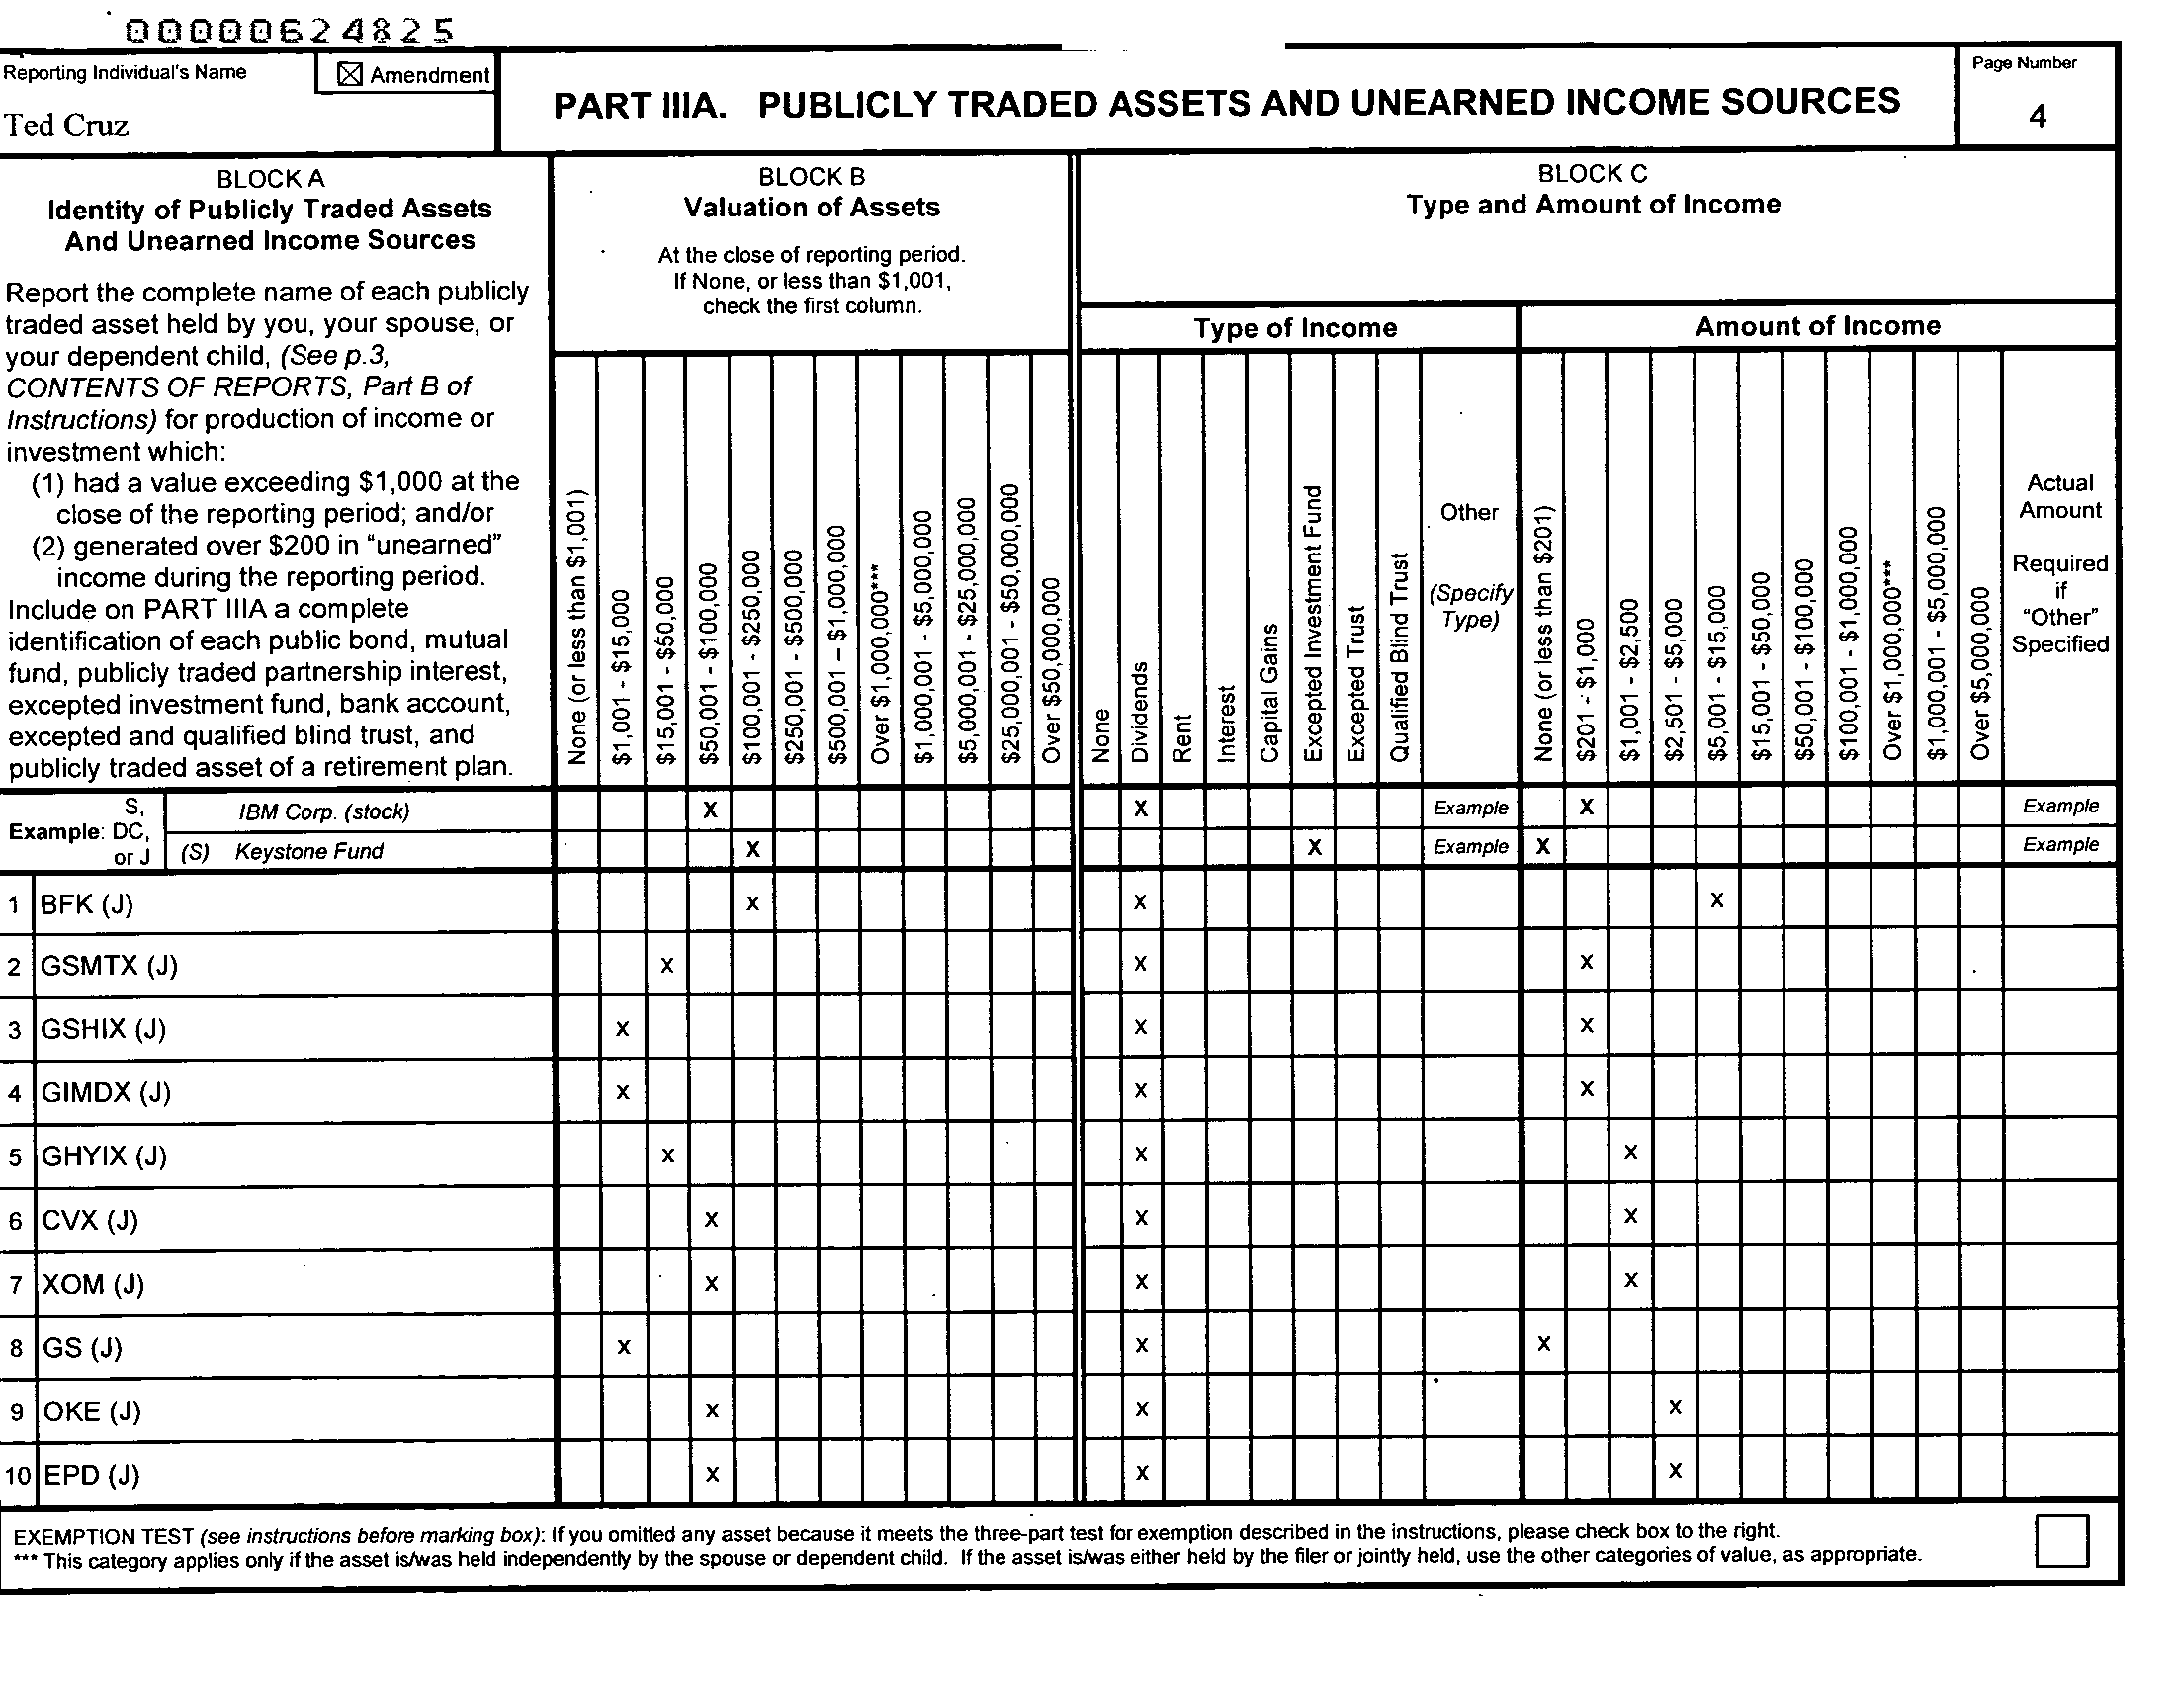 00000624825
Reporting Individual's Name
☒ Amendment
Ted Cruz
PART IIIA. PUBLICLY TRADED ASSETS AND UNEARNED INCOME SOURCES
Page Number
4
BLOCK A
Identity of Publicly Traded Assets
And Unearned Income Sources
Report the complete name of each publicly
traded asset held by you, your spouse, or
your dependent child, (See p.3,
CONTENTS OF REPORTS, Part B of
Instructions) for production of income or
investment which:
(1) had a value exceeding $1,000 at the
close of the reporting period; and/or
(2) generated over $200 in "unearned"
income during the reporting period.
Include on PART IIIA a complete
identification of each public bond, mutual
fund, publicly traded partnership interest,
excepted investment fund, bank account,
excepted and qualified blind trust, and
publicly traded asset of a retirement plan.
BLOCK B
Valuation of Assets
At the close of reporting period.
If None, or less than $1,001,
check the first column.
None (or less than $1,001)
$1,001 - $15,000
$15,001 - $50,000
$50,001 - $100,000
$100,001 - $250,000
$250,001 - $500,000
$500,001 – $1,000,000
Over $1,000,000***
$1,000,001 - $5,000,000
$5,000,001 - $25,000,000
$25,000,001 - $50,000,000
Over $50,000,000
BLOCK C
Type and Amount of Income
Type of Income
None
Dividends
Rent
Interest
Capital Gains
Excepted Investment Fund
Excepted Trust
Qualified Blind Trust
Other
(Specify
Type)
Amount of Income
None (or less than $201)
$201 - $1,000
$1,001 - $2,500
$2,501 - $5,000
$5,001 - $15,000
$15,001 - $50,000
$50,001 - $100,000
$100,001 - $1,000,000
Over $1,000,000***
$1,000,001 - $5,000,000
Over $5,000,000
Actual
Amount
Required
if
"Other"
Specified
Example:
S,
DC,
or J
IBM Corp. (stock) X X Example X Example
(S) Keystone Fund X X Example X Example
1 BFK (J) X X X
2 GSMTX (J) X X X
3 GSHIX (J) X X X
4 GIMDX (J) X X X
5 GHYIX (J) X X X
6 CVX (J) X X X
7 XOM (J) X X X
8 GS (J) X X X
9 OKE (J) X X X
10 EPD (J) X X X
EXEMPTION TEST (see instructions before marking box): If you omitted any asset because it meets the three-part test for exemption described in the instructions, please check box to the right.
*** This category applies only if the asset is/was held independently by the spouse or dependent child. If the asset is/was either held by the filer or jointly held, use the other categories of value, as appropriate.